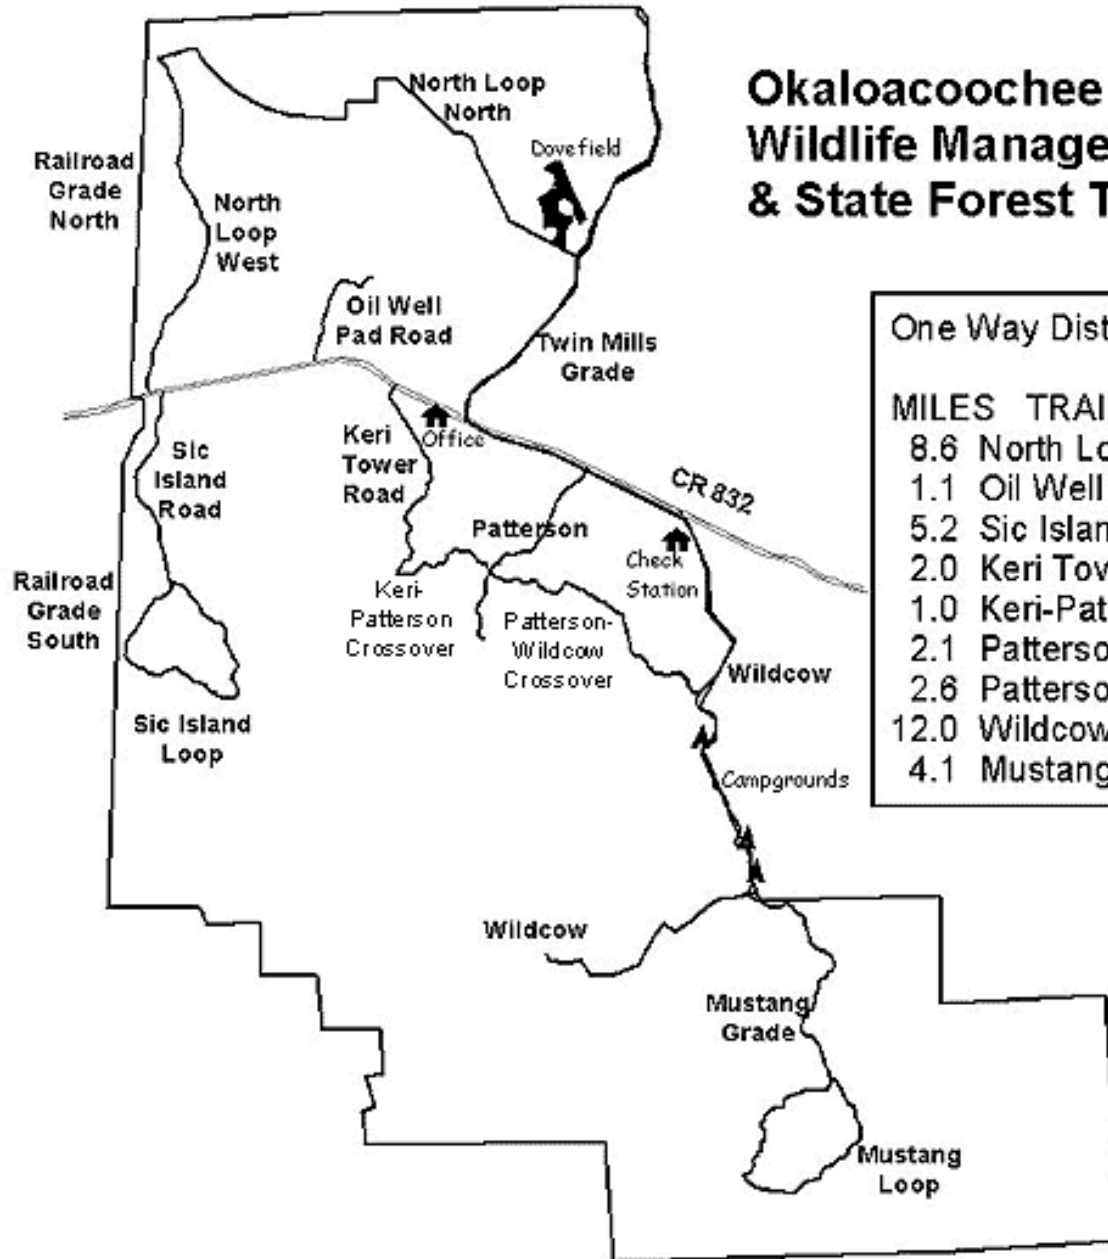 Okaloacoochee
Wildlife Manage
& State Forest T
North Loop
North
Dovefield
Railroad
Grade
North
North
Loop
West
Oil Well
Pad Road
Twin Mills
Grade
One Way Dist
MILES TRAI
8.6 North Lo
1.1 Oil Well
5.2 Sic Islan
2.0 Keri Tow
1.0 Keri-Pat
2.1 Patterso
2.6 Patterso
12.0 Wildcow
4.1 Mustang
Sic
Island
Road
Keri
Tower
Road
Office
CR 832
Patterson
Check
Station
Railroad
Grade
South
Keri-
Patterson
Crossover
Patterson-
Wildcow
Crossover
Wildcow
Sic Island
Loop
Campgrounds
Wildcow
Mustang
Grade
Mustang
Loop